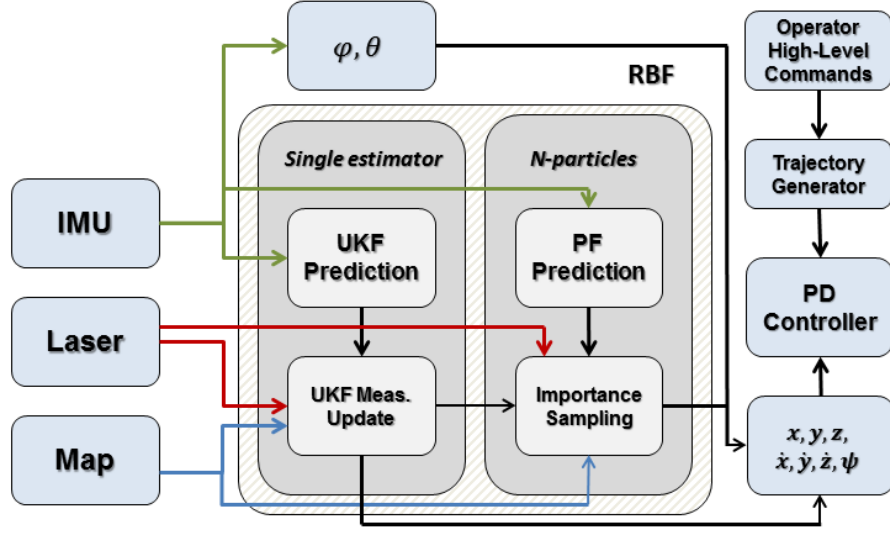 φ, θ
RBF
Operator
High-Level
Commands
Single estimator
N-particles
Trajectory
Generator
IMU
UKF
Prediction
PF
Prediction
PD
Controller
Laser
UKF Meas.
Update
Importance
Sampling
Map
x, y, z,
ẋ, ẏ, ż, ψ